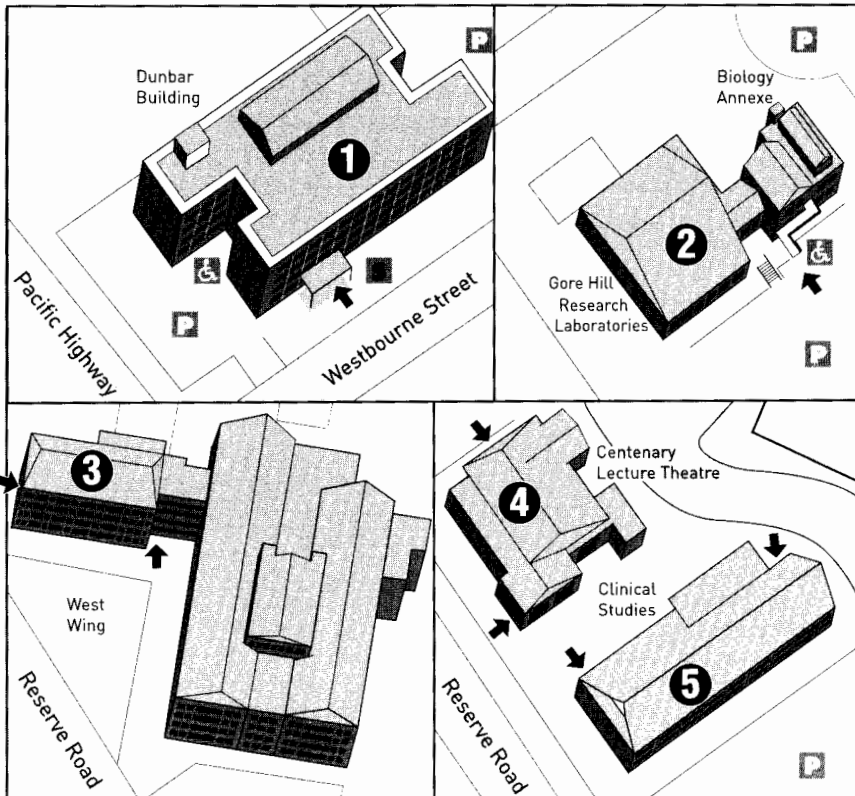 Dunbar
Building
P
1
P
Pacific Highway
Westbourne Street
P
Biology
Annexe
2
Gore Hill
Research
Laboratories
P
3
West
Wing
Reserve Road
4
Centenary
Lecture Theatre
Clinical
Studies
5
Reserve Road
P